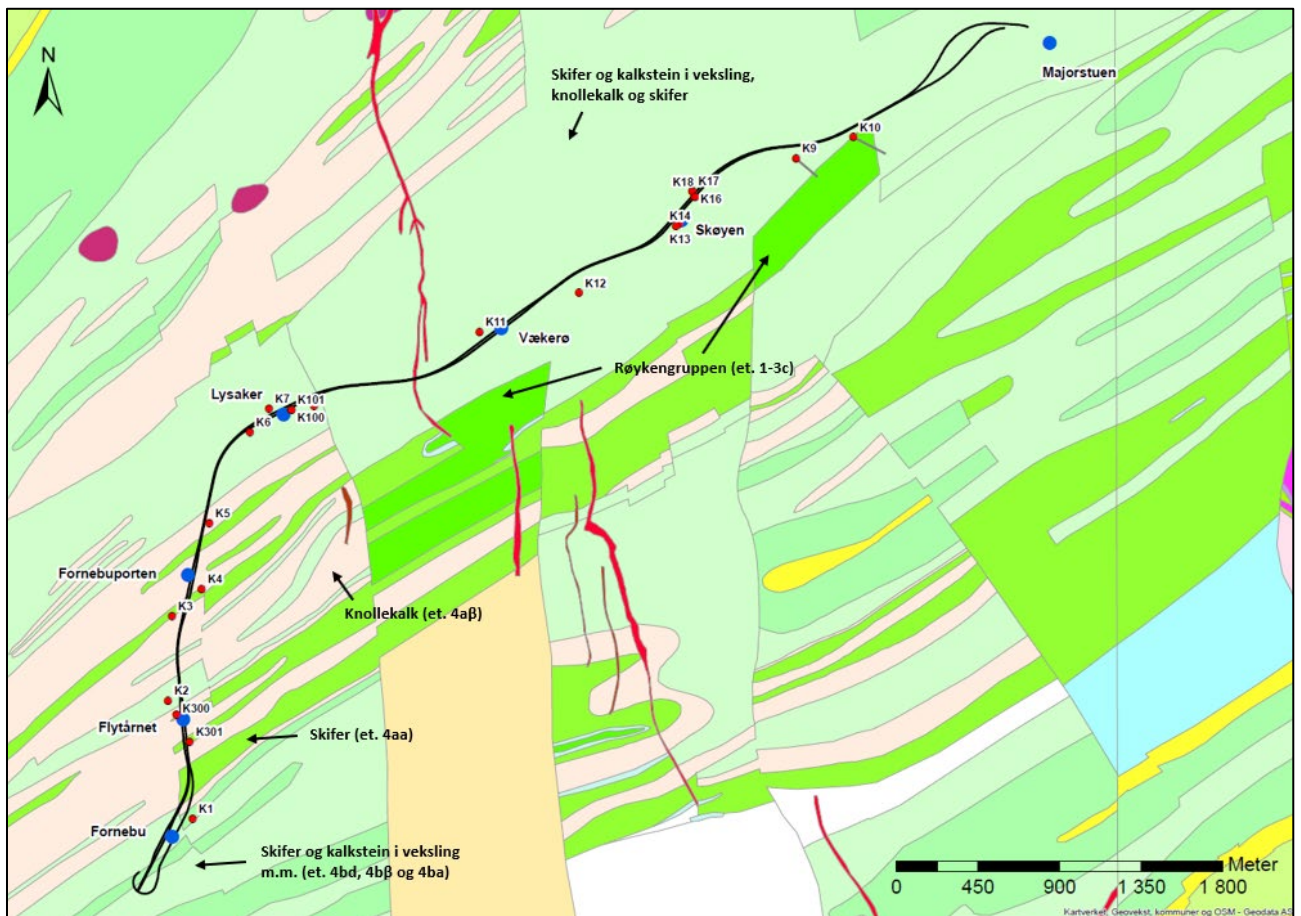 N
Majorstuen
Skifer og kalkstein i veksling,
knollekalk og skifer
K10
K9
K18 K17
K16
K14
Skøyen
K13
K12
K11
Vækerø
Røykengruppen (et. 1-3c)
Lysaker
K7
K101
K100
K6
K5
Fornebuporten
K4
K3
Knollekalk (et. 4aβ)
K2
K300
Flytårnet
K301
Skifer (et. 4aa)
K1
Fornebu
Skifer og kalkstein i veksling
m.m. (et. 4bd, 4bβ og 4ba)
Meter
0 450 900 1 350 1 800
Kartverket, Geovekst, kommuner og OSM - Geodata AS